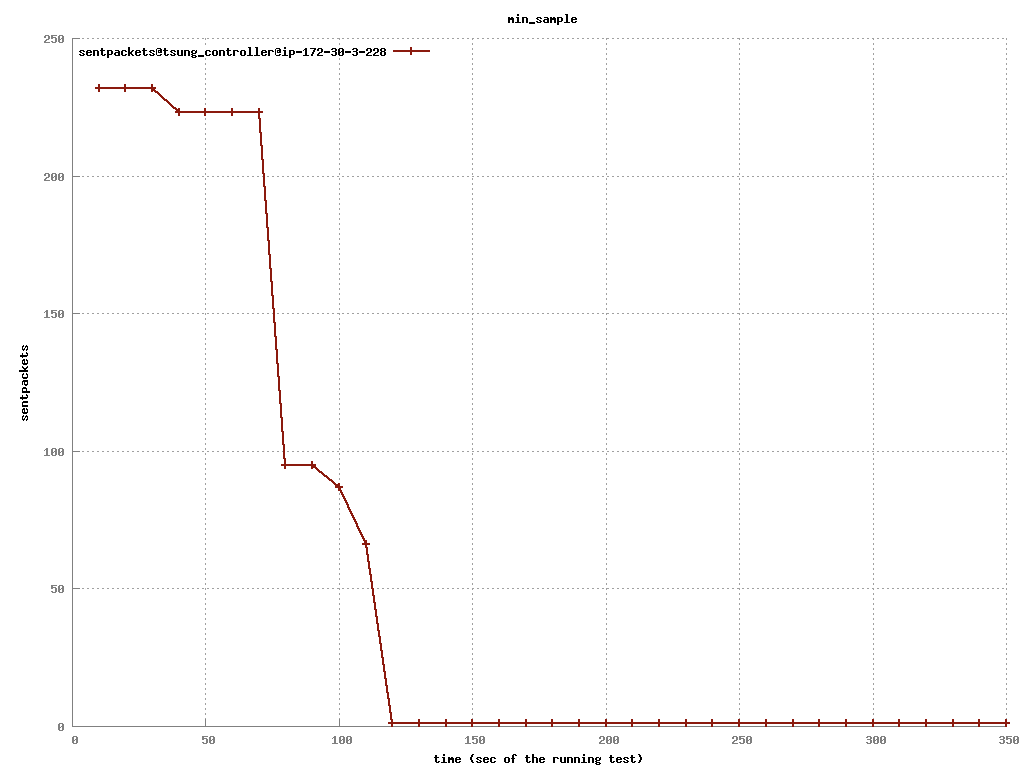 min_sample
250
sentpackets@tsung_controller@ip-172-30-3-228
200
150
sentpackets
100
50
0
0 50 100 150 200 250 300 350
time (sec of the running test)